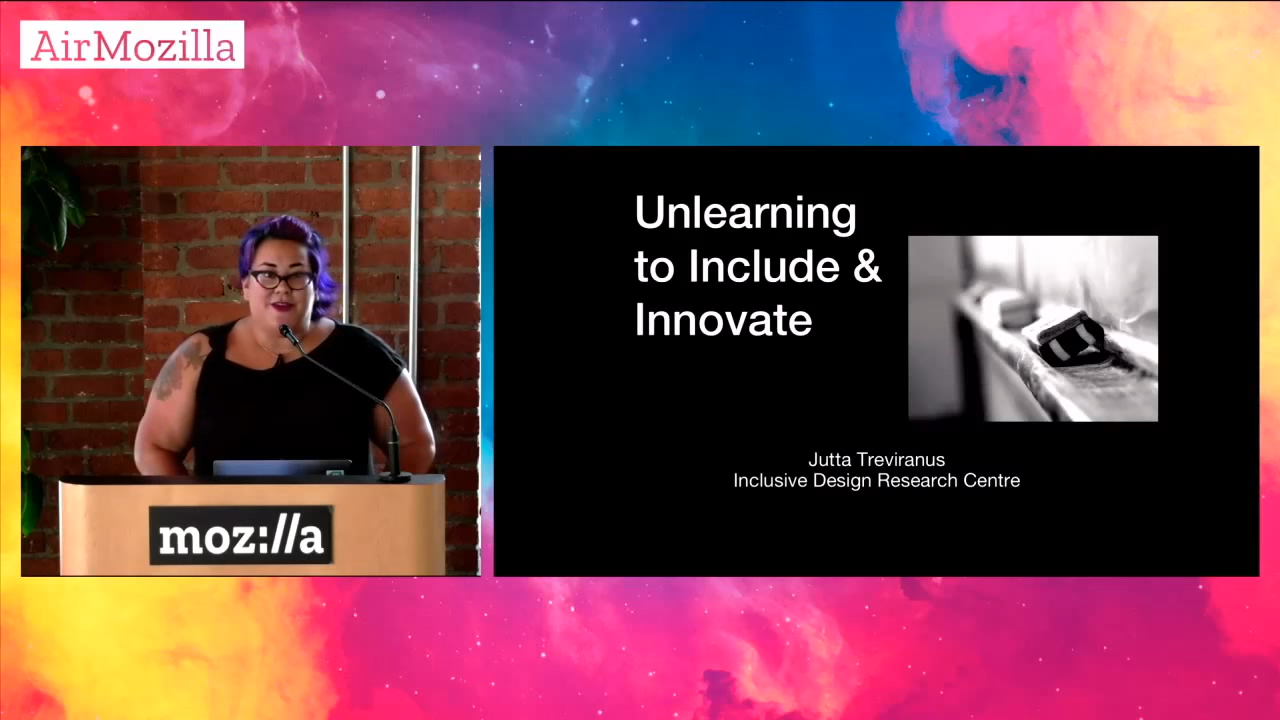 AirMozilla
Unlearning
to Include &
Innovate
Jutta Treviranus
Inclusive Design Research Centre
moz://a